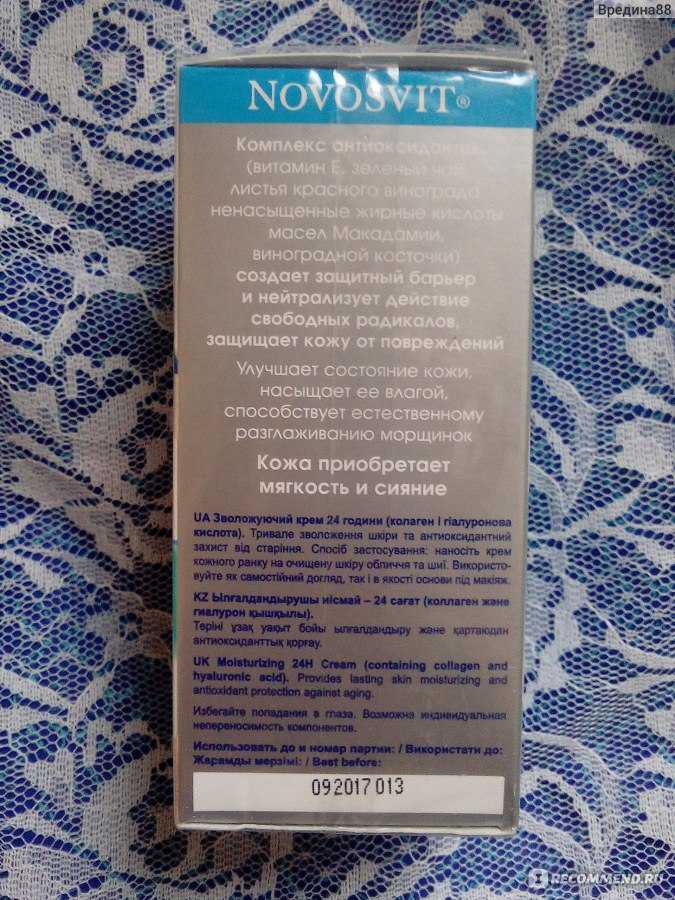 Вредина88
NOVOSVIT®
Комплекс антиоксидантов
(витамин Е, зеленый чай,
листья красного винограда,
ненасыщенные жирные кислоты
масел Макадамии,
виноградной косточки)
создает защитный барьер
и нейтрализует действие
свободных радикалов,
защищает кожу от повреждений
Улучшает состояние кожи,
насыщает ее влагой,
способствует естественному
разглаживанию морщинок
Кожа приобретает
мягкость и сияние
UA Зволожуючий крем 24 години (колаген і гіалуронова
кислота). Тривале зволоження шкіри та антиоксидантний
захист від старіння. Спосіб застосування: наносіть крем
кожного ранку на очищену шкіру обличчя та шиї. Використо-
вуйте як самостійний догляд, так і в якості основи під макіяж.
KZ Ылғалдандырушы иісмай – 24 сағат (коллаген және
гиалурон қышқылы).
Теріні ұзақ уақыт бойы ылғалдандыру және қартаюдан
антиоксиданттық қорғау.
UK Moisturizing 24H Cream (containing collagen and
hyaluronic acid). Provides lasting skin moisturizing and
antioxidant protection against aging.
Избегайте попадания в глаза. Возможна индивидуальная
непереносимость компонентов.
Использовать до и номер партии: / Використати до:
Жарамды мерзімі: / Best before:
092017 013
RECOMMEND.RU